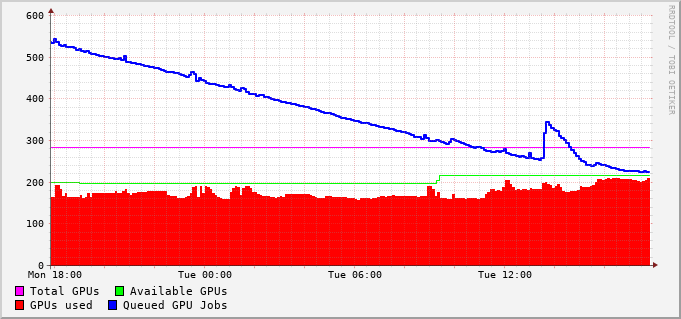 600
500
400
300
200
100
0
Mon 18:00 Tue 00:00 Tue 06:00 Tue 12:00
Total GPUs Available GPUs
GPUs used Queued GPU Jobs
RRDTOOL / TOBI OETIKER